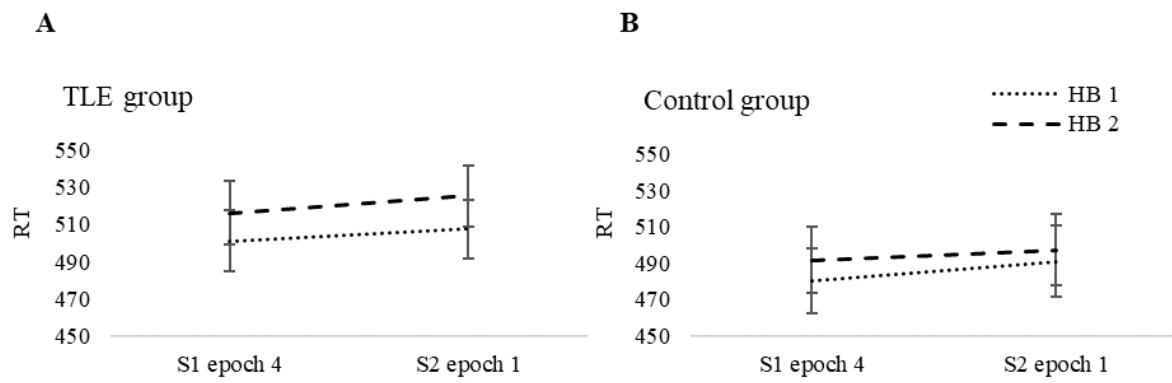 A
TLE group
RT
550
530
510
490
470
450
S1 epoch 4
S2 epoch 1
B
Control group
HB 1
HB 2
RT
550
530
510
490
470
450
S1 epoch 4
S2 epoch 1